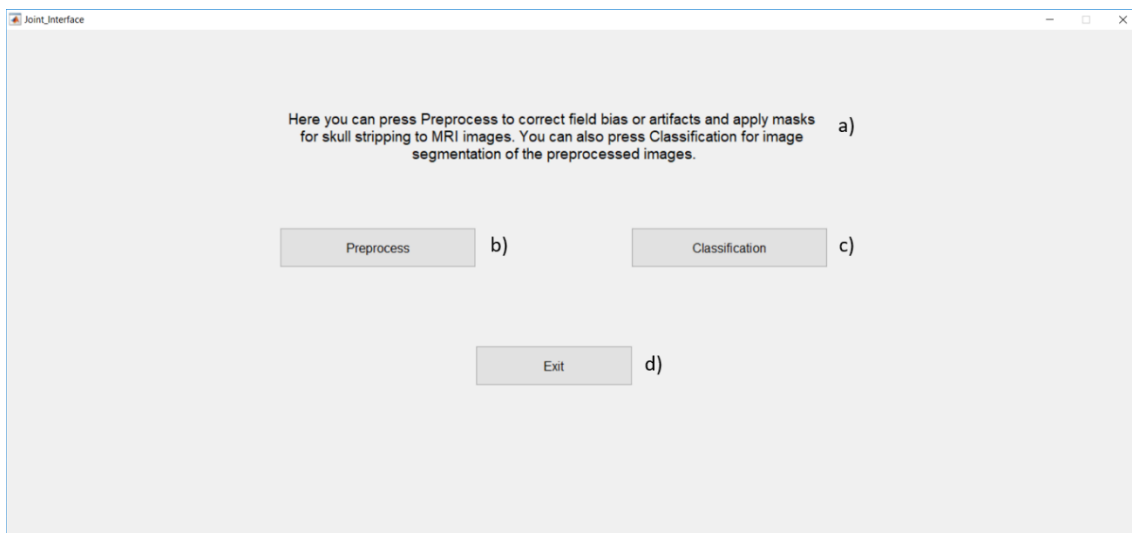 Joint_Interface
Here you can press Preprocess to correct field bias or artifacts and apply masks
for skull stripping to MRI images. You can also press Classification for image
segmentation of the preprocessed images.
a)
Preprocess
b)
Classification
c)
Exit
d)